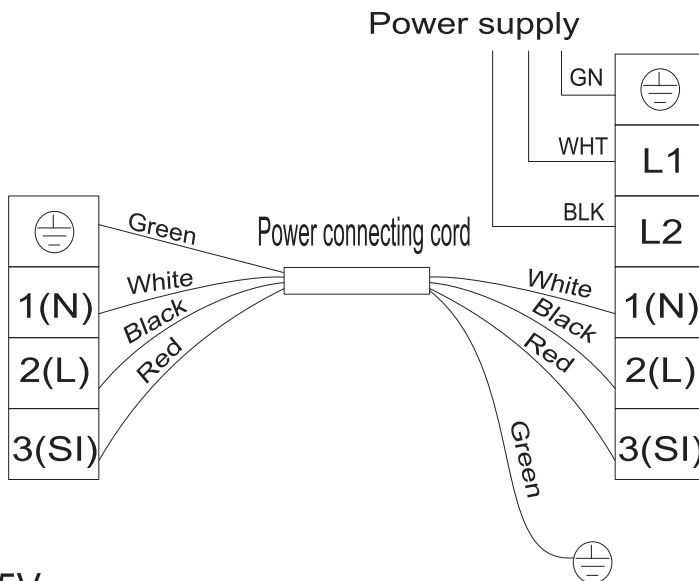 Power supply
GN
WHT
L1
BLK
L2
Green
Power connecting cord
White
White
1(N)
1(N)
Black
Black
2(L)
Red
Red
2(L)
3(SI)
3(SI)
Green
5V